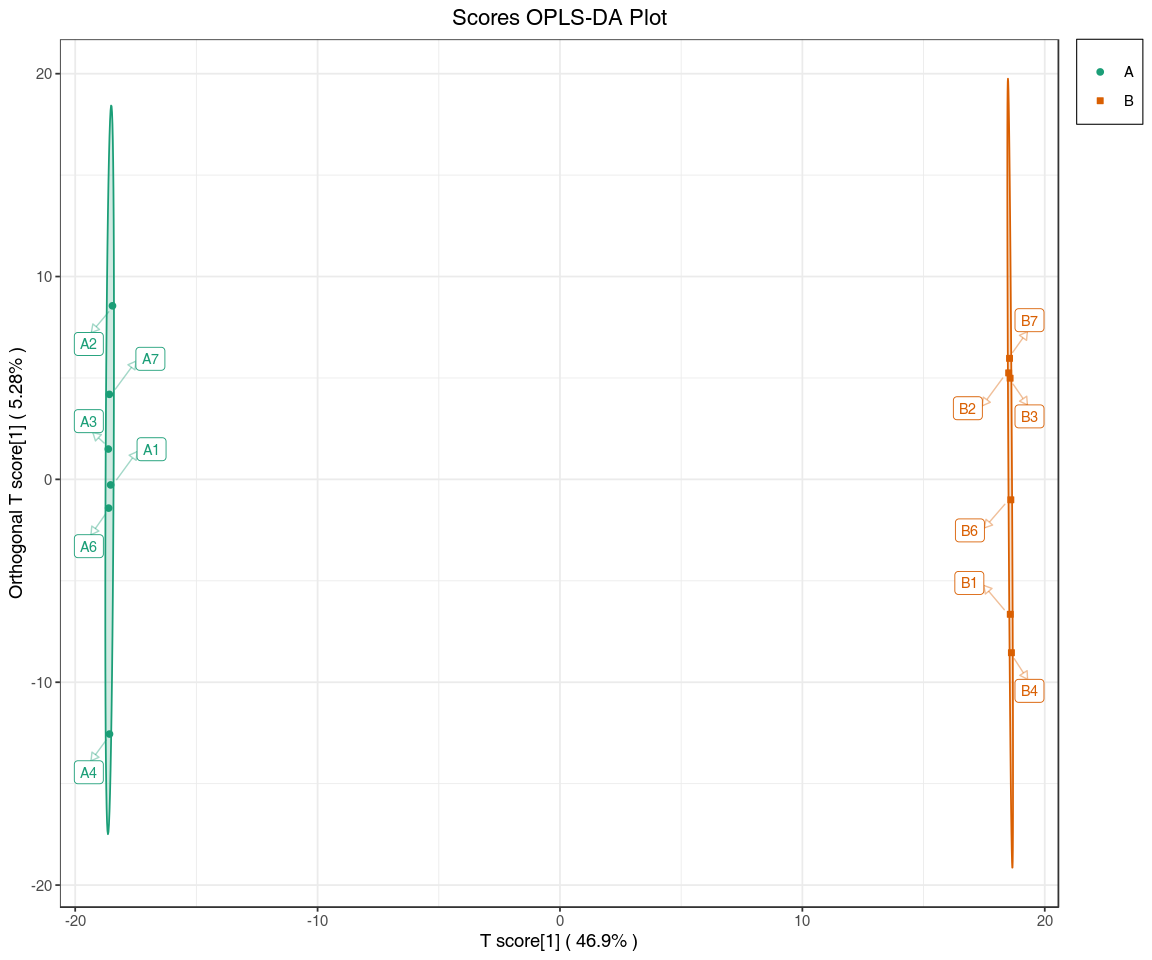 Scores OPLS-DA Plot
A
B
20
10
0
-10
-20
Orthogonal T score[1] ( 5.28% )
A2
A7
A3
A1
A6
A4
B7
B2
B3
B6
B1
B4
-20
-10
0
10
20
T score[1] ( 46.9% )